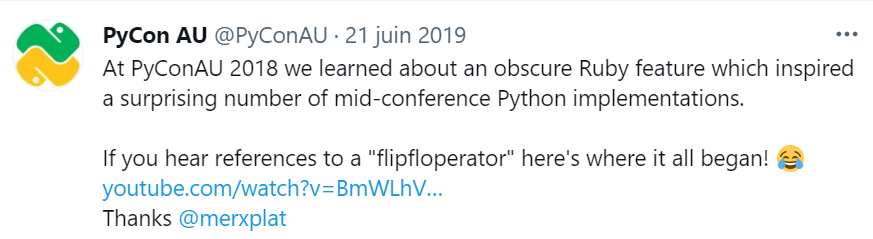 PyCon AU @PyConAU · 21 juin 2019
At PyConAU 2018 we learned about an obscure Ruby feature which inspired
a surprising number of mid-conference Python implementations.
If you hear references to a "flipfloperator" here's where it all began! 😂
youtube.com/watch?v=BmWLhV...
Thanks @merxplat